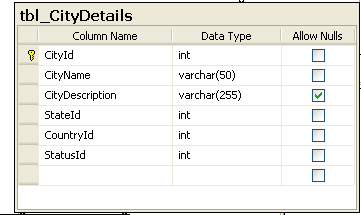 tbl_CityDetails
Column Name Data Type Allow Nulls
CityId int
CityName varchar(50)
CityDescription varchar(255)
StateId int
CountryId int
StatusId int